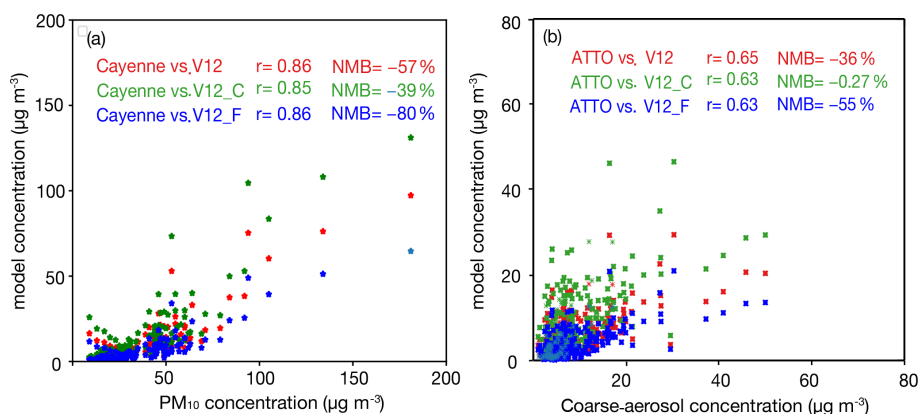 (a)
Cayenne vs.V12 r= 0.86 NMB= −57 %
Cayenne vs.V12_C r= 0.85 NMB= −39 %
Cayenne vs.V12_F r= 0.86 NMB= −80 %
200
150
100
50
0
model concentration (µg m⁻³)
50 100 150 200
PM₁₀ concentration (µg m⁻³)
(b)
ATTO vs. V12 r= 0.65 NMB= −36 %
ATTO vs. V12_C r= 0.63 NMB= −0.27 %
ATTO vs. V12_F r= 0.63 NMB= −55 %
80
60
40
20
0
model concentration (µg m⁻³)
20 40 60 80
Coarse-aerosol concentration (µg m⁻³)